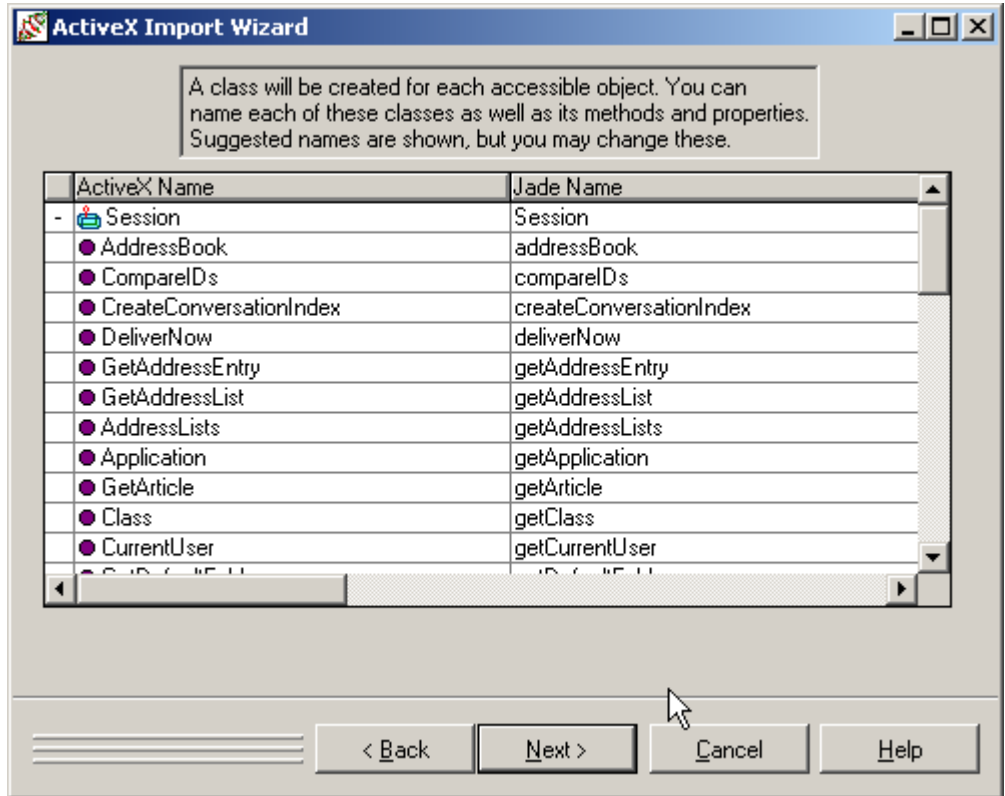 ActiveX Import Wizard
A class will be created for each accessible object. You can
name each of these classes as well as its methods and properties.
Suggested names are shown, but you may change these.
ActiveX Name Jade Name
- Session Session
AddressBook addressBook
CompareIDs compareIDs
CreateConversationIndex createConversationIndex
DeliverNow deliverNow
GetAddressEntry getAddressEntry
GetAddressList getAddressList
AddressLists getAddressLists
Application getApplication
GetArticle getArticle
Class getClass
CurrentUser getCurrentUser
< Back Next > Cancel Help